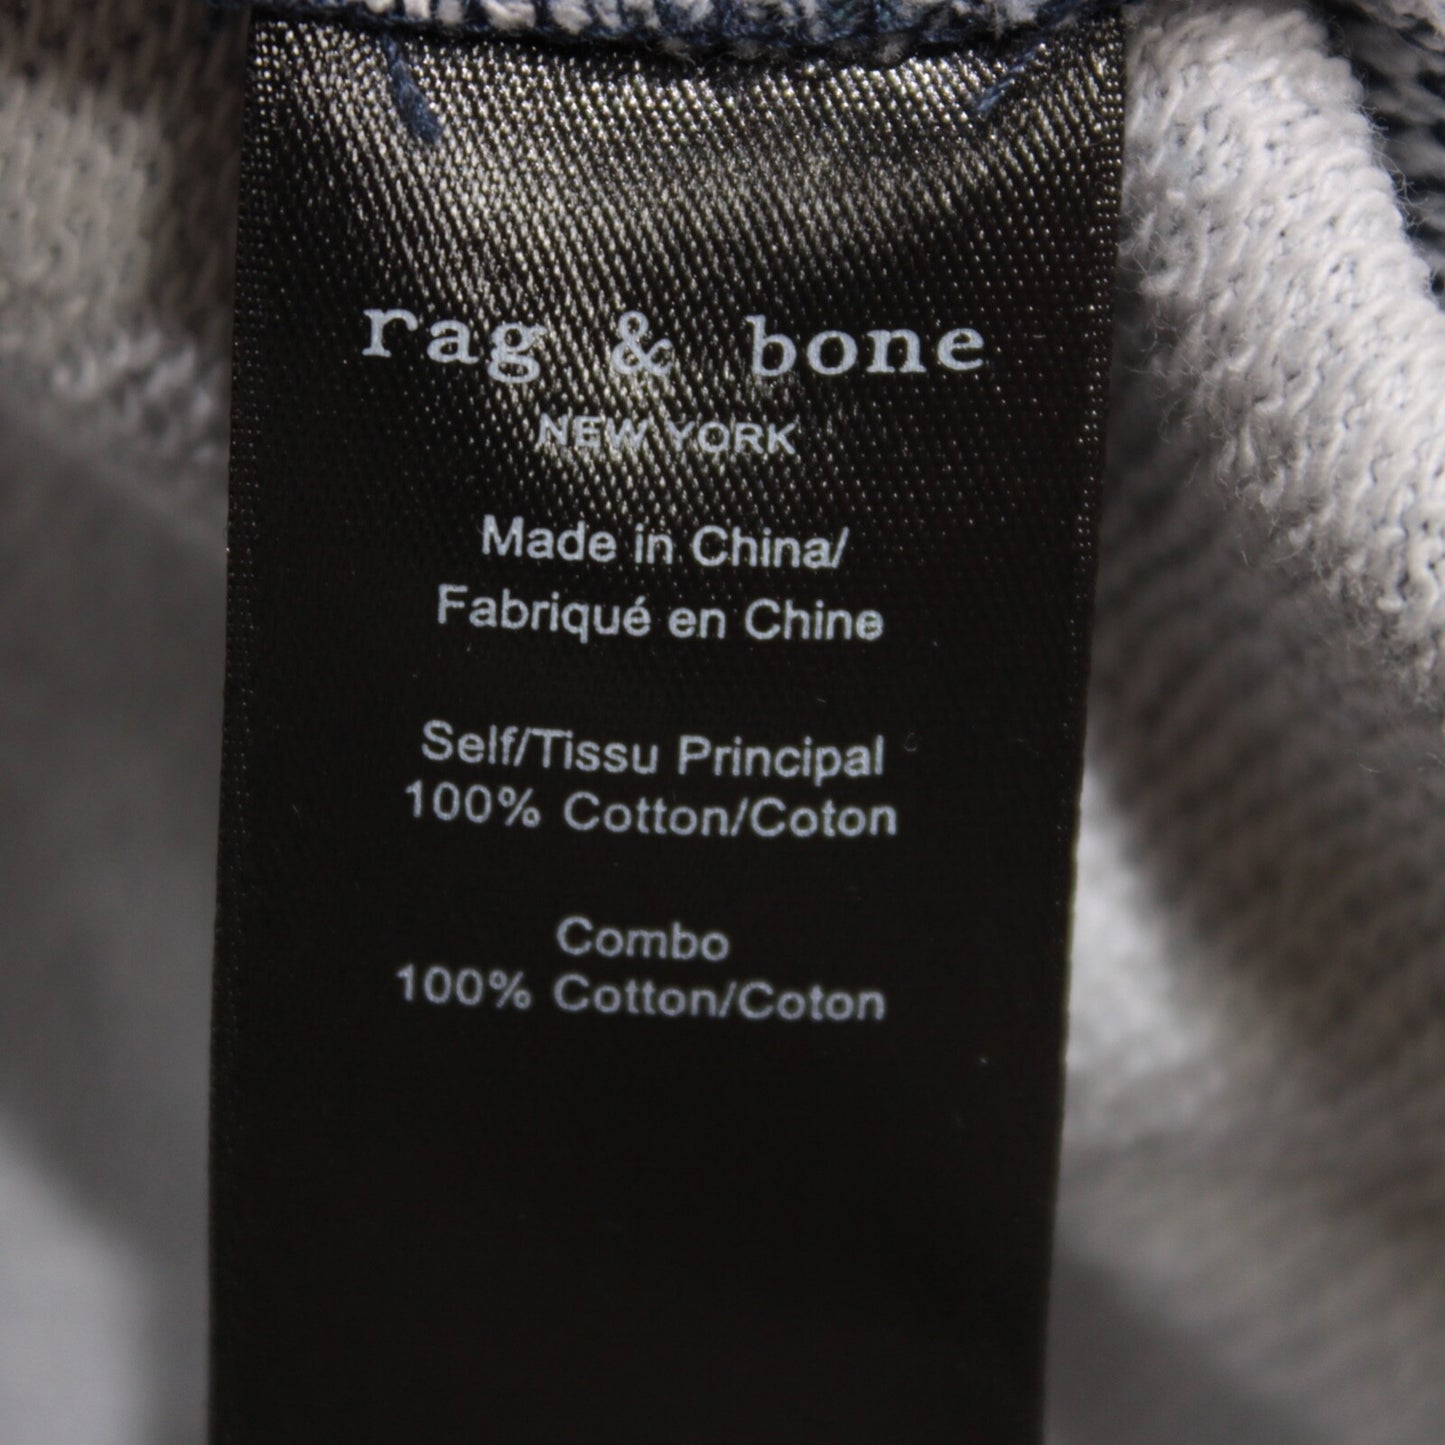 rag & bone
NEW YORK
Made in China/
Fabriqué en Chine
Self/Tissu Principal
100% Cotton/Coton
Combo
100% Cotton/Coton